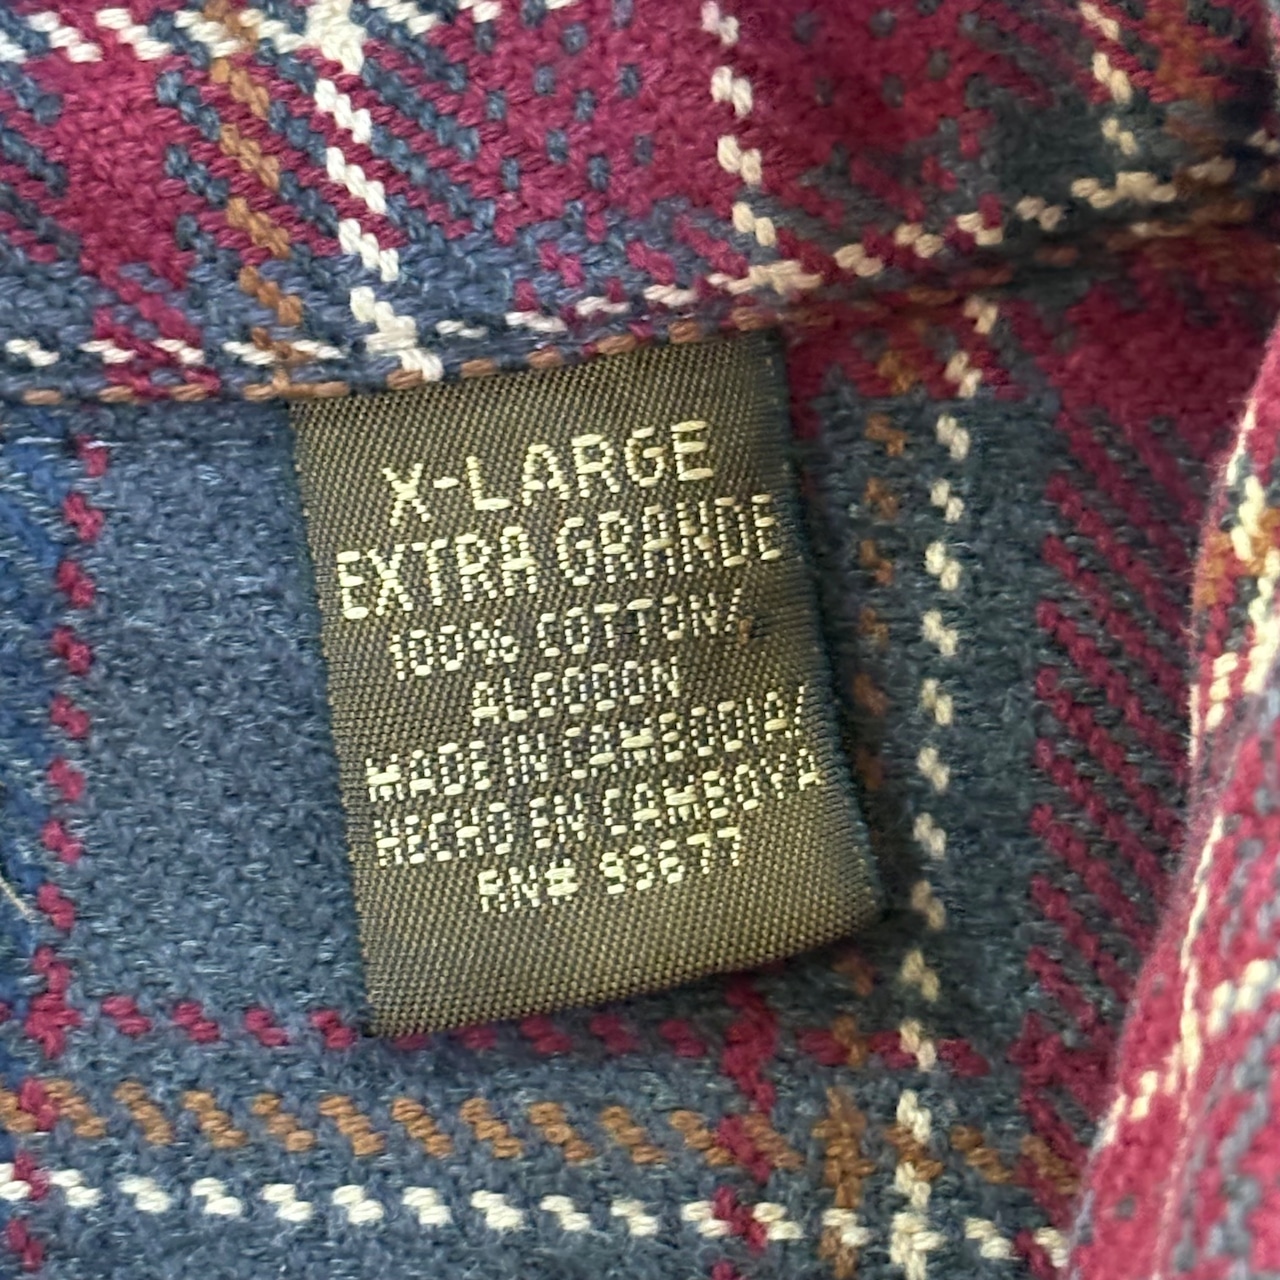 X-LARGE
EXTRA GRANDE
100% COTTON/
ALGODON
MADE IN CAMBODIA/
HECHO EN CAMBOYA
RN# 93677